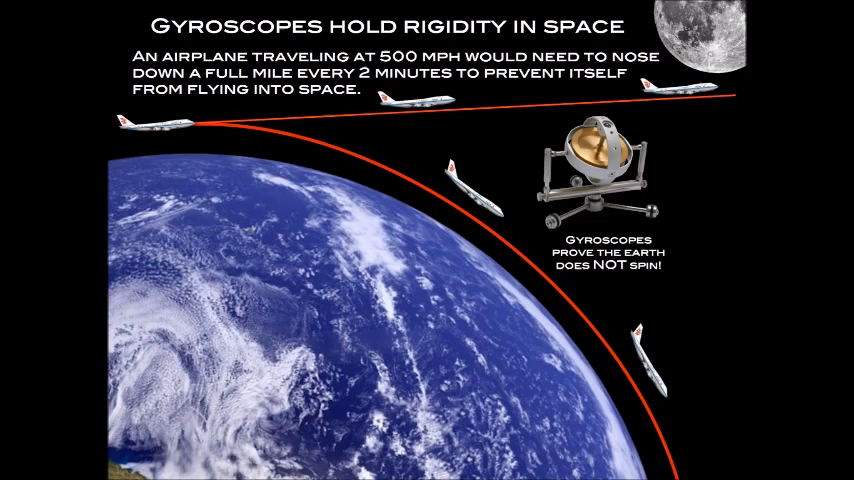 Gyroscopes hold rigidity in space
An airplane traveling at 500 mph would need to nose
down a full mile every 2 minutes to prevent itself
from flying into space.
Gyroscopes
prove the earth
does NOT spin!